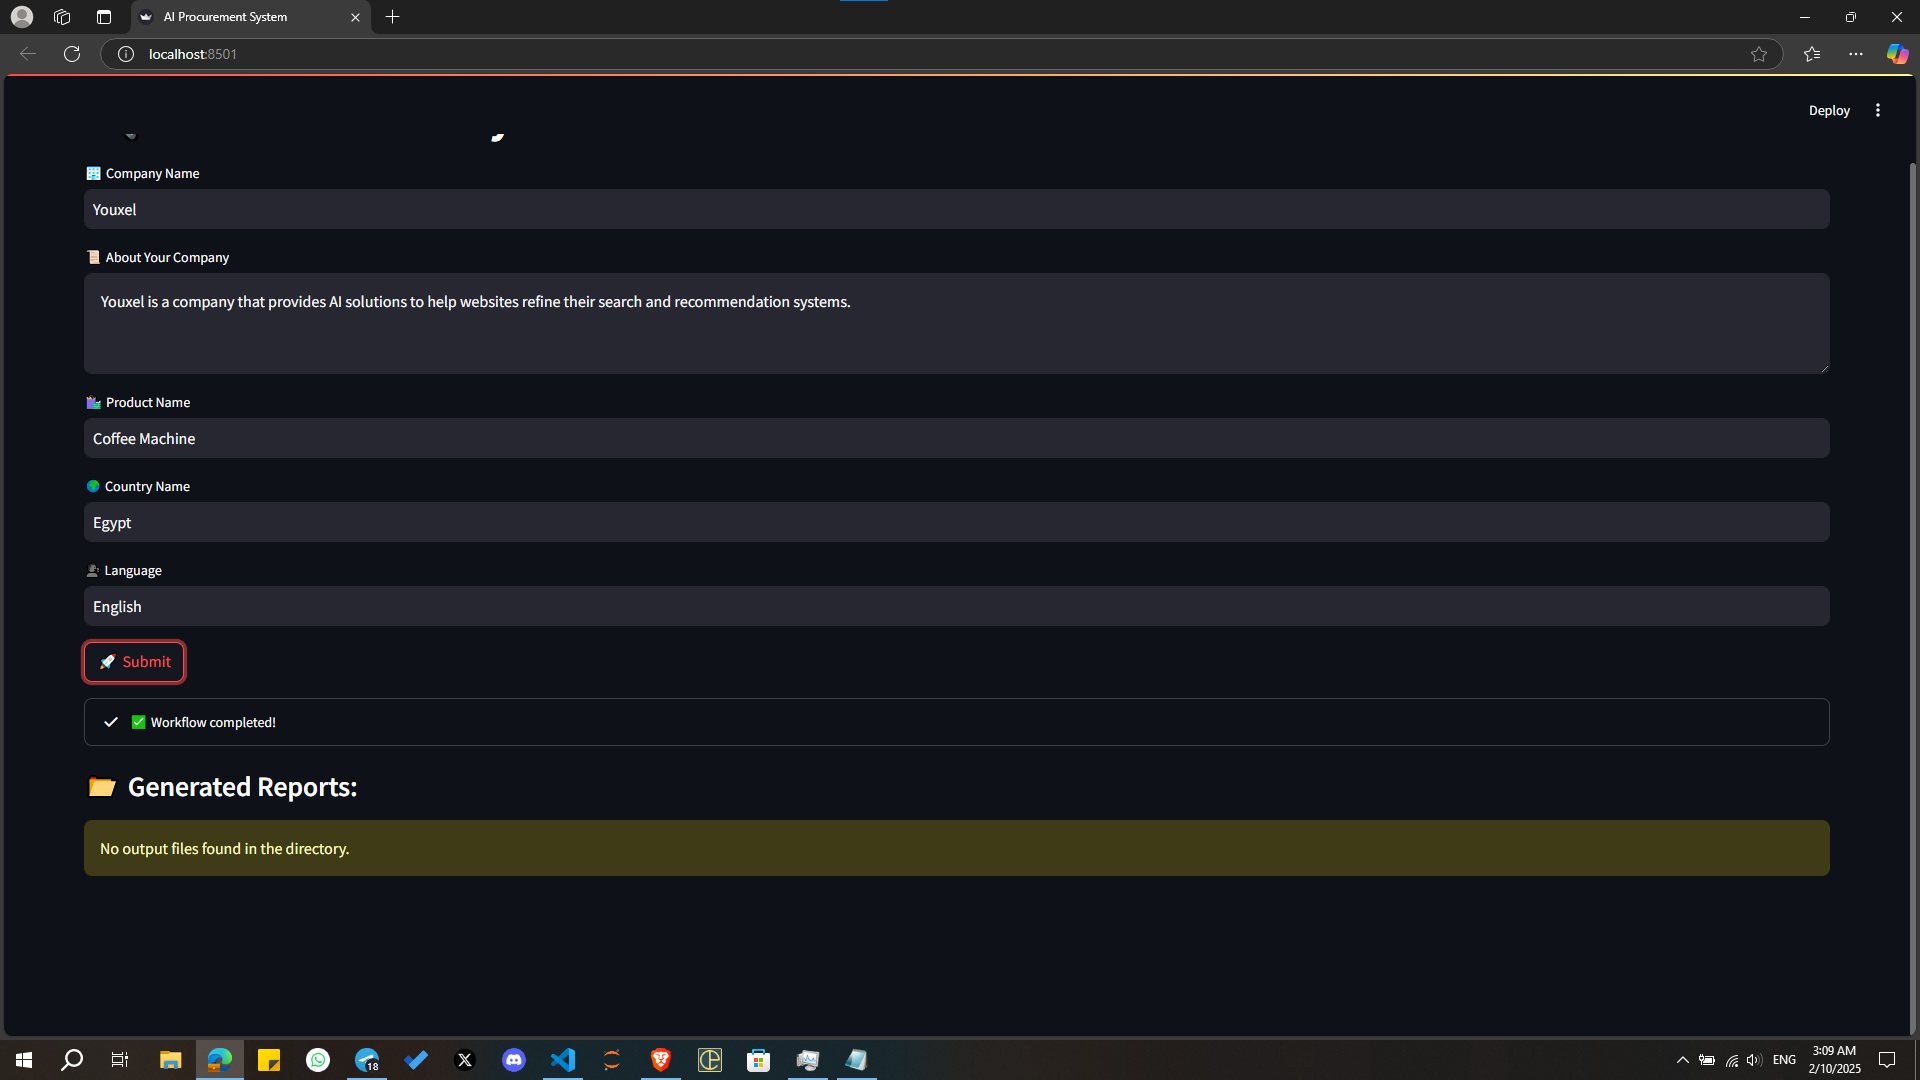 AI Procurement System
localhost:8501
Deploy
Company Name
Youxel
About Your Company
Youxel is a company that provides AI solutions to help websites refine their search and recommendation systems.
Product Name
Coffee Machine
Country Name
Egypt
Language
English
Submit
Workflow completed!
Generated Reports:
No output files found in the directory.
18
ENG
3:09 AM
2/10/2025